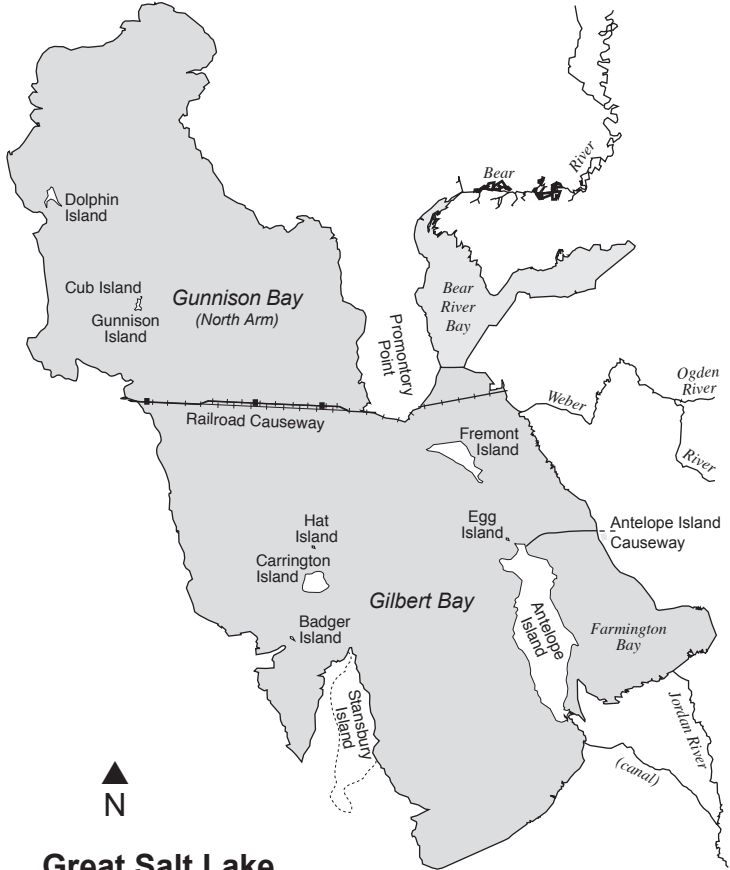 Bear
River
Dolphin
Island
Cub Island
Gunnison
Island
Gunnison Bay
(North Arm)
Bear
River
Bay
Promontory
Point
Railroad Causeway
Weber
Ogden
River
River
Fremont
Island
Hat
Island
Egg
Island
Antelope Island
Causeway
Carrington
Island
Gilbert Bay
Antelope
Island
Farmington
Bay
Badger
Island
Stansbury
Island
Jordan River
(canal)
N
Great Salt Lake